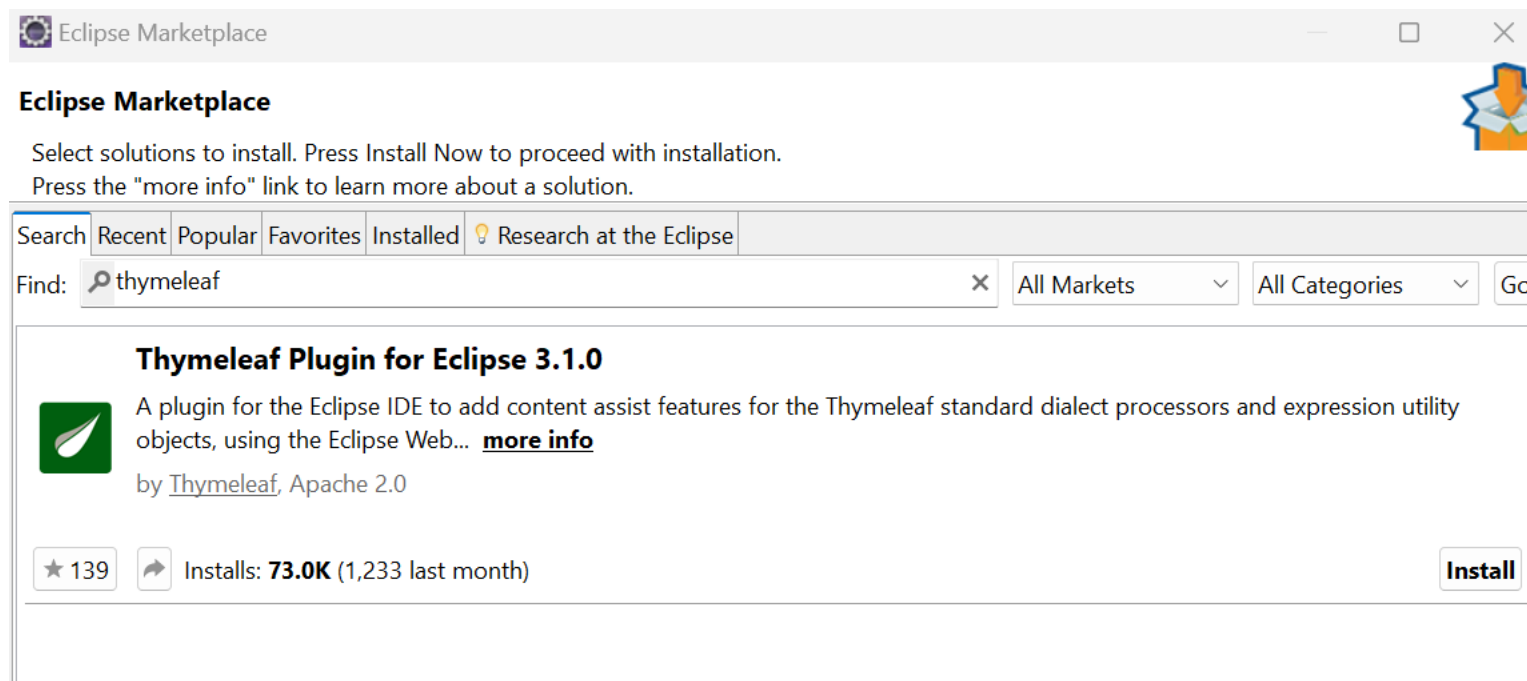 Eclipse Marketplace
Eclipse Marketplace
Select solutions to install. Press Install Now to proceed with installation.
Press the "more info" link to learn more about a solution.
Search Recent Popular Favorites Installed Research at the Eclipse
Find: thymeleaf All Markets All Categories Go
Thymeleaf Plugin for Eclipse 3.1.0
A plugin for the Eclipse IDE to add content assist features for the Thymeleaf standard dialect processors and expression utility
objects, using the Eclipse Web... more info
by Thymeleaf, Apache 2.0
139 Installs: 73.0K (1,233 last month) Install